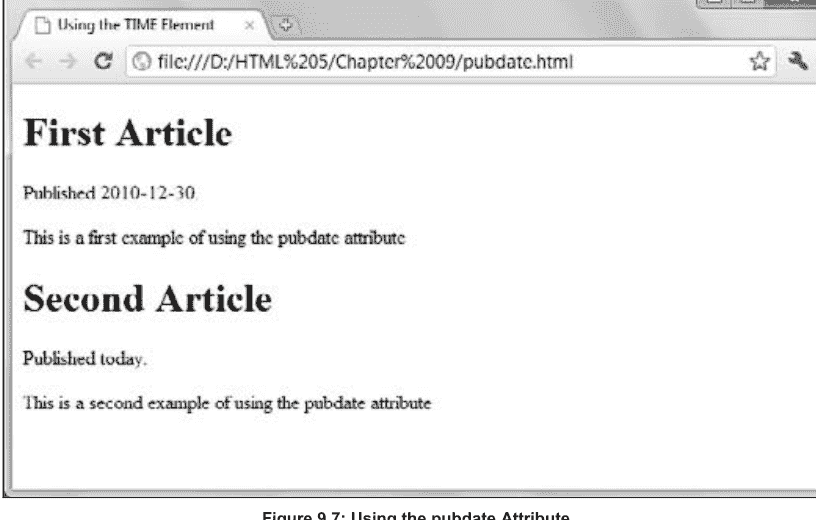 Using the TIME Element
file:///D:/HTML%205/Chapter%2009/pubdate.html
First Article
Published 2010-12-30.
This is a first example of using the pubdate attribute
Second Article
Published today.
This is a second example of using the pubdate attribute
Figure 9.7: Using the pubdate Attribute